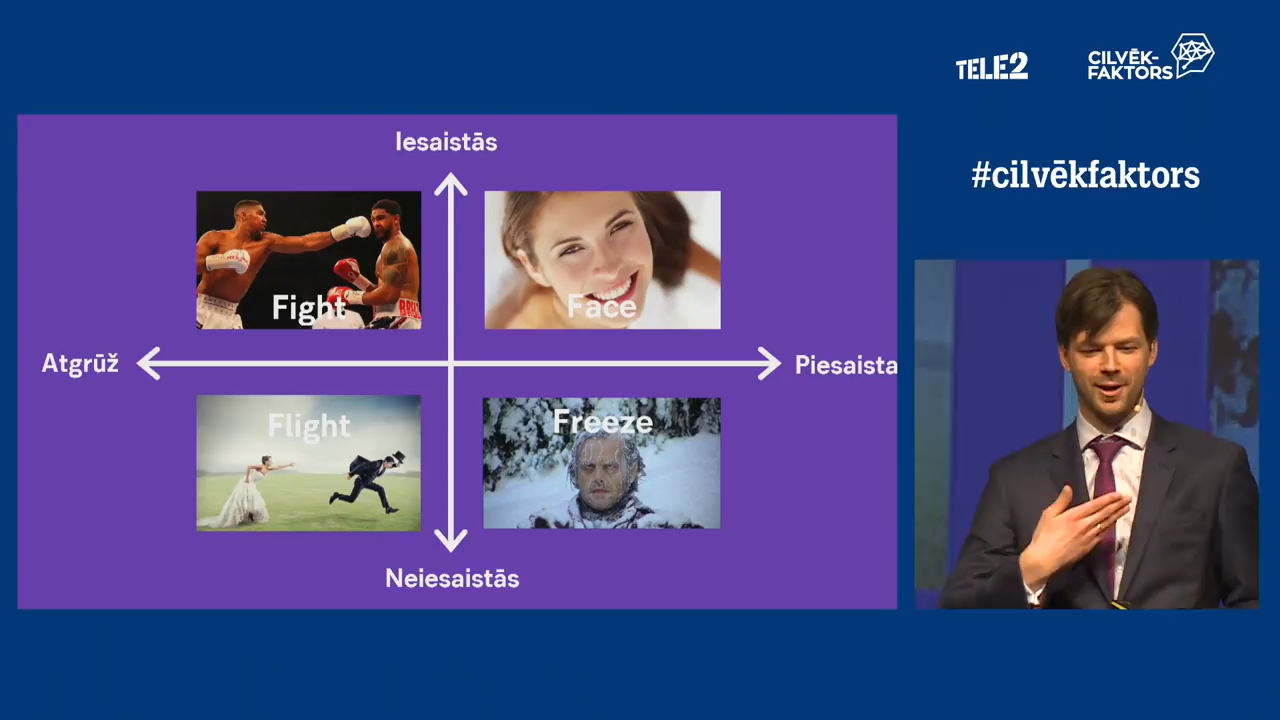 TELE2
CILVĒK-
FAKTORS
#cilvēkfaktors
Iesaistās
Fight
Face
Atgrūž
Piesaista
Flight
Freeze
Neiesaistās